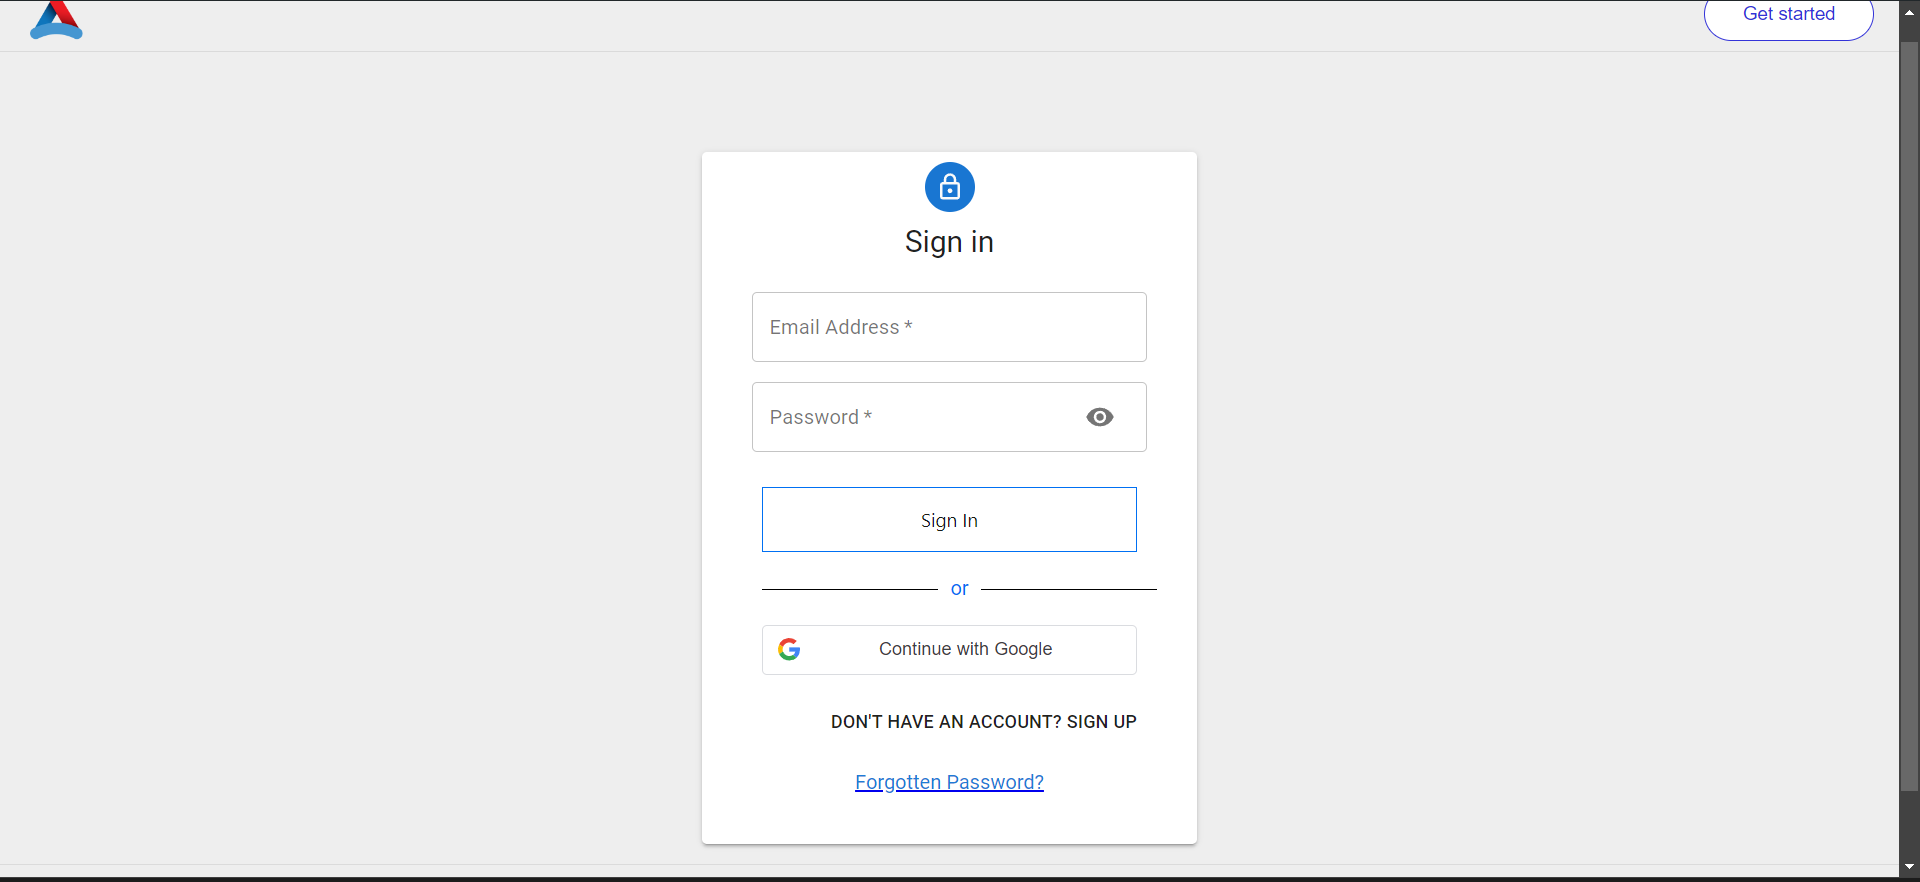 Get started
Sign in
Email Address *
Password *
Sign In
or
Continue with Google
DON'T HAVE AN ACCOUNT? SIGN UP
Forgotten Password?